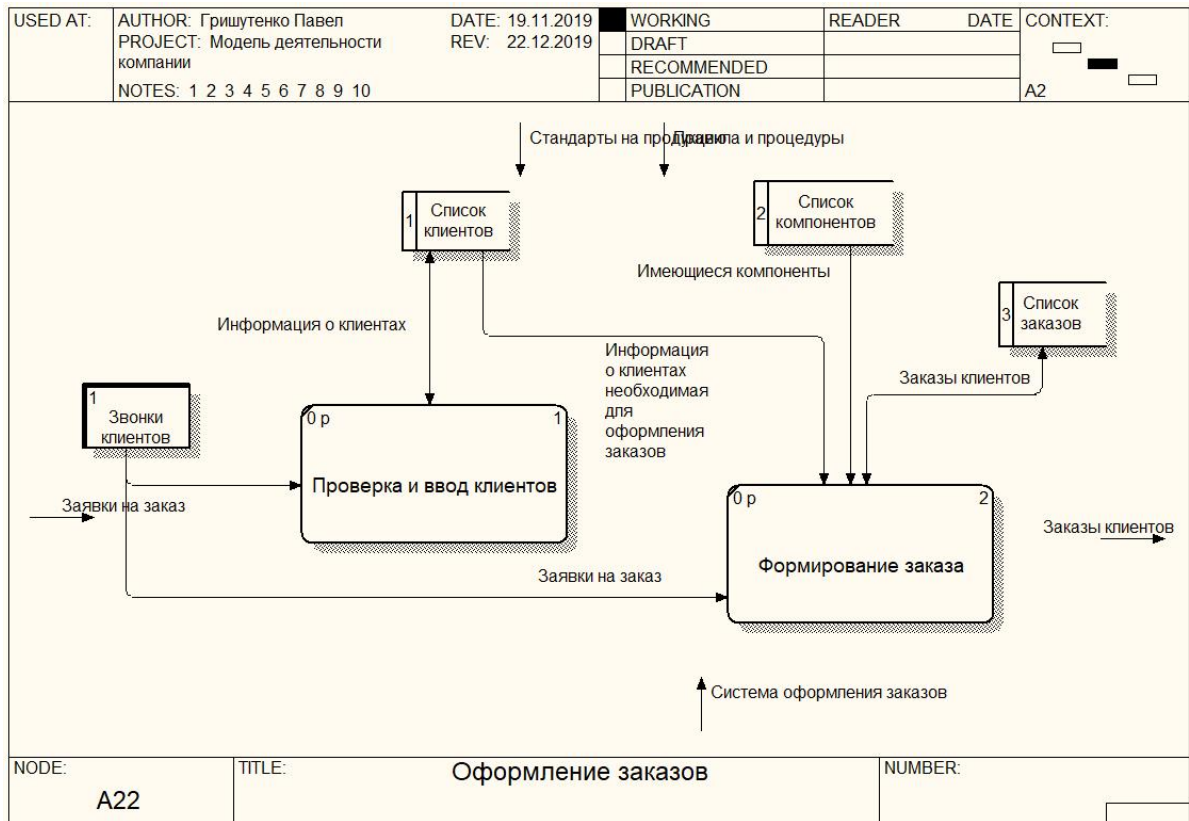 USED AT:
AUTHOR: Гришутенко Павел
DATE: 19.11.2019
PROJECT: Модель деятельности
компании
REV: 22.12.2019
NOTES: 1 2 3 4 5 6 7 8 9 10
WORKING
DRAFT
RECOMMENDED
PUBLICATION
READER
DATE
CONTEXT:
A2
Стандарты на продукцию
Правила и процедуры
1
Список
клиентов
2
Список
компонентов
Имеющиеся компоненты
3
Список
заказов
Информация о клиентах
Информация
о клиентах
необходимая
для
оформления
заказов
Заказы клиентов
1
Звонки
клиентов
0 р
1
Проверка и ввод клиентов
Заявки на заказ
0 р
2
Формирование заказа
Заказы клиентов
Заявки на заказ
Система оформления заказов
NODE:
A22
TITLE:
Оформление заказов
NUMBER: